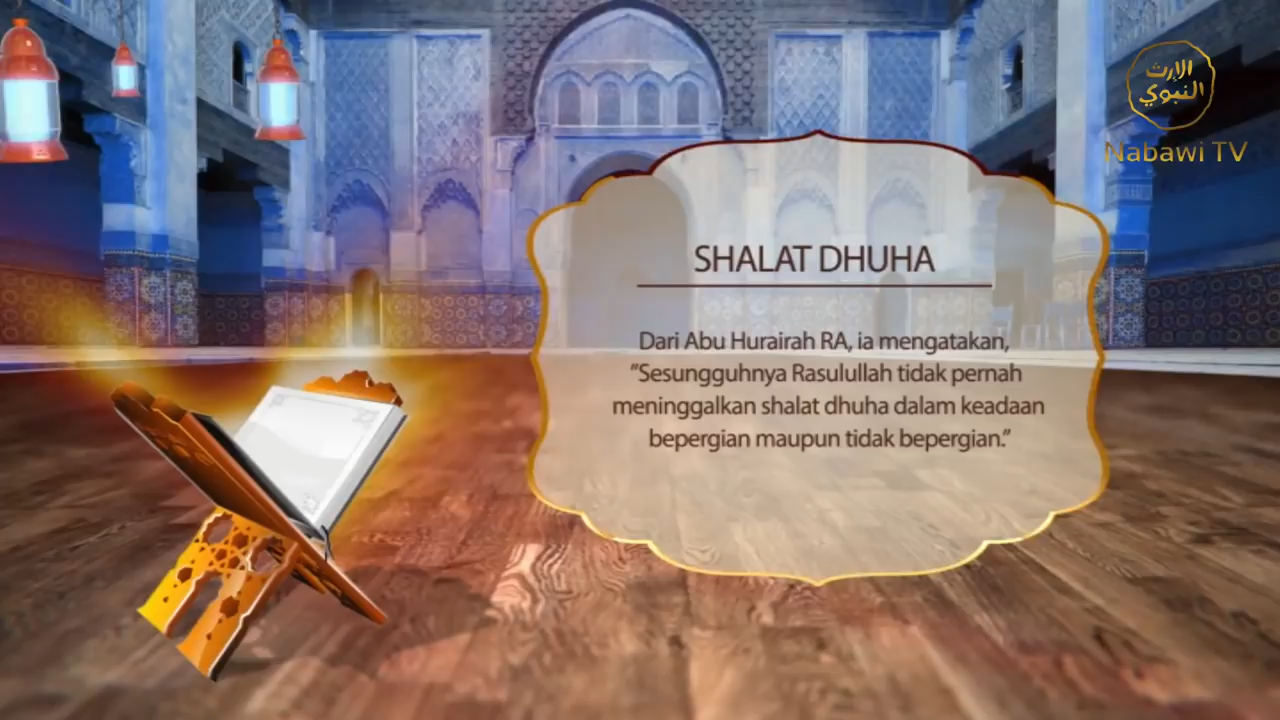 الإرث
النبوي
Nabawi TV
SHALAT DHUHA
Dari Abu Hurairah RA, ia mengatakan,
"Sesungguhnya Rasulullah tidak pernah
meninggalkan shalat dhuha dalam keadaan
bepergian maupun tidak bepergian."